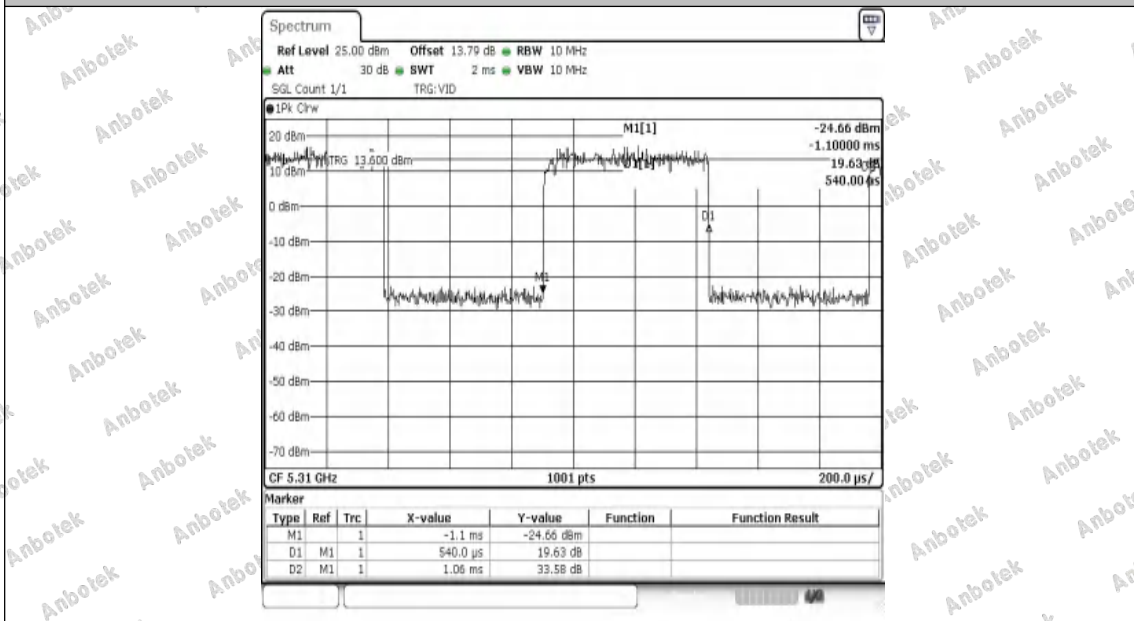 Spectrum
Ref Level 25.00 dBm Offset 13.79 dB RBW 10 MHz
Att 30 dB SWT 2 ms VBW 10 MHz
SGL Count 1/1 TRG:VID
1Pk Clrw
M1[1] -24.66 dBm
20 dBm
-1.10000 ms
TRG 13.600 dBm
D1[1] 19.63 dB
10 dBm
540.00 µs
0 dBm
D1
-10 dBm
-20 dBm
M1
-30 dBm
-40 dBm
-50 dBm
-60 dBm
-70 dBm
CF 5.31 GHz 1001 pts 200.0 µs/
Marker
Type Ref Trc X-value Y-value Function Function Result
M1 1 -1.1 ms -24.66 dBm
D1 M1 1 540.0 µs 19.63 dB
D2 M1 1 1.06 ms 33.58 dB
Anbotek